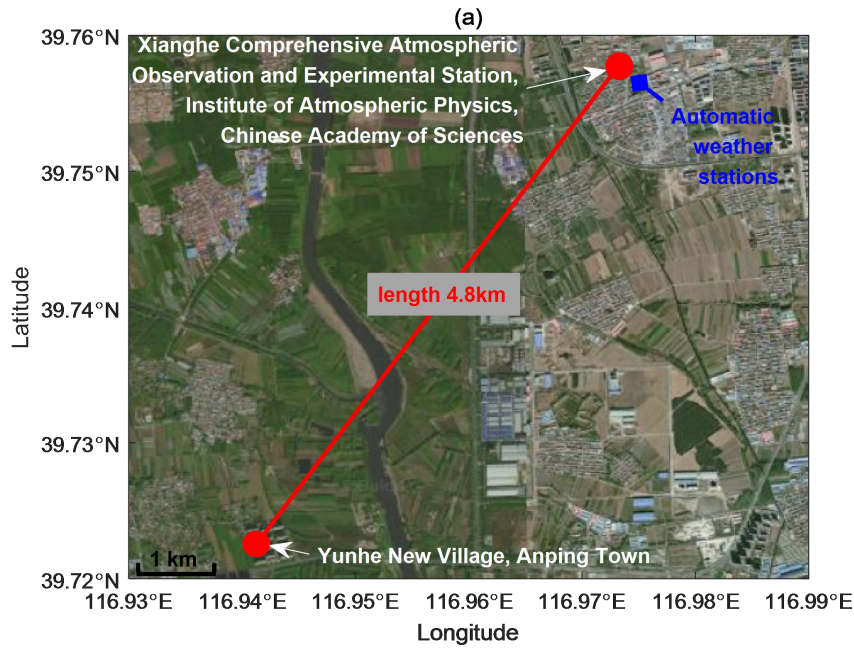 (a)
39.76°N
39.75°N
39.74°N
39.73°N
39.72°N
Latitude
Xianghe Comprehensive Atmospheric
Observation and Experimental Station,
Institute of Atmospheric Physics,
Chinese Academy of Sciences
Automatic
weather
stations
length 4.8km
Yunhe New Village, Anping Town
1 km
116.93°E 116.94°E 116.95°E 116.96°E 116.97°E 116.98°E 116.99°E
Longitude